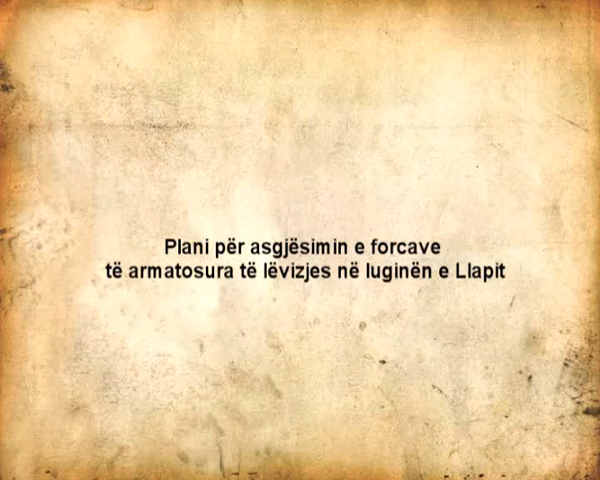 Plani për asgjësimin e forcave
të armatosura të lëvizjes në luginën e Llapit